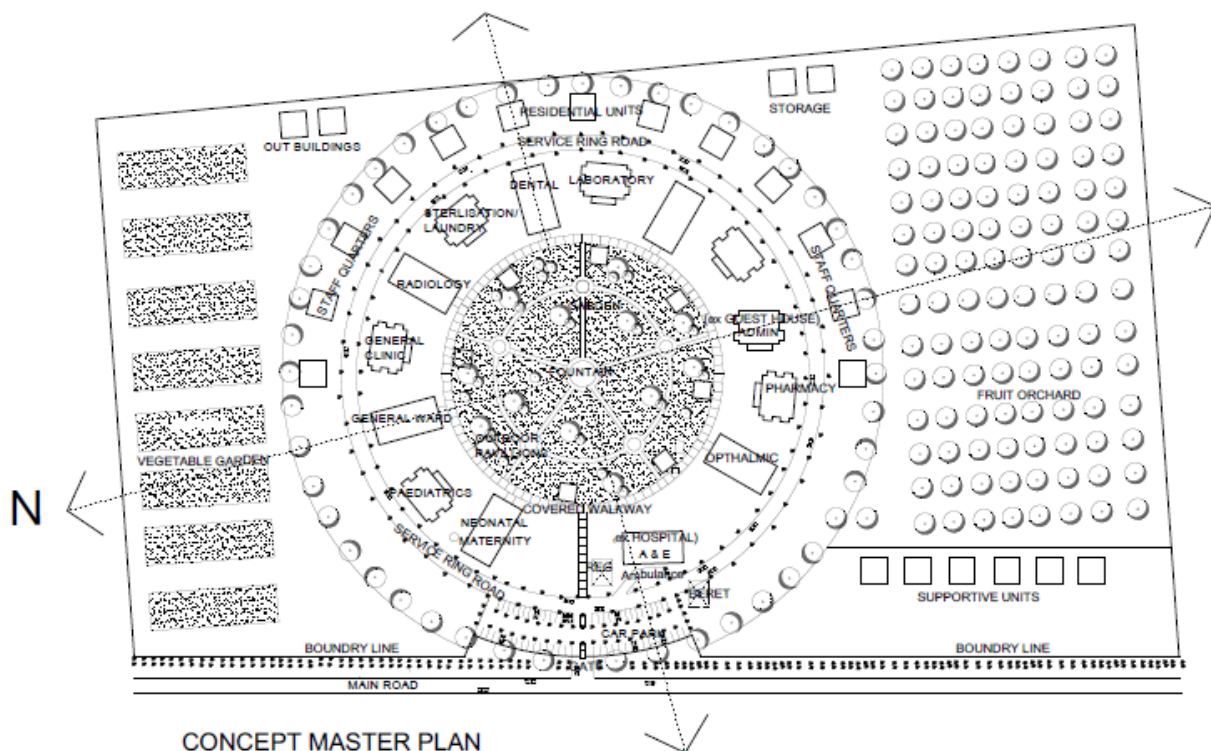 RESIDENTIAL UNITS
STORAGE
OUT BUILDINGS
SERVICE RING ROAD
DENTAL
LABORATORY
STERLISATION/
LAUNDRY
STAFF QUARTERS
STAFF QUARTERS
RADIOLOGY
GARDEN
(ex GUEST HOUSE)
ADMIN
GENERAL
CLINIC
FOUNTAIN
PHARMACY
FRUIT ORCHARD
GENERAL WARD
OUTDOOR
PAVILLIONS
OPTHALMIC
VEGETABLE GARDEN
N
PAEDIATRICS
COVERED WALKWAY
NEONATAL
MATERNITY
(ex HOSPITAL)
A & E
SERVICE RING ROAD
REG
Ambulance
SUPPORTIVE UNITS
CAR PARK
BOUNDRY LINE
BOUNDRY LINE
GATE
MAIN ROAD
CONCEPT MASTER PLAN